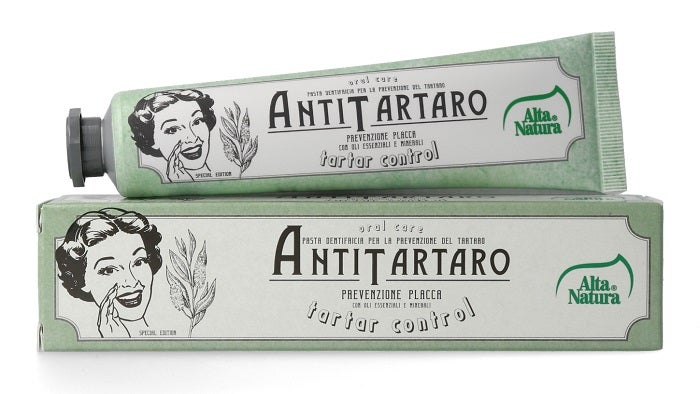 oral care
PASTA DENTIFRICIA PER LA PREVENZIONE DEL TARTARO
ANTITARTARO
PREVENZIONE PLACCA
CON OLI ESSENZIALI E MINERALI
tartar control
SPECIAL EDITION
Alta
Natura®
oral care
PASTA DENTIFRICIA PER LA PREVENZIONE DEL TARTARO
ANTITARTARO
PREVENZIONE PLACCA
CON OLI ESSENZIALI E MINERALI
tartar control
SPECIAL EDITION
Alta®
Natura